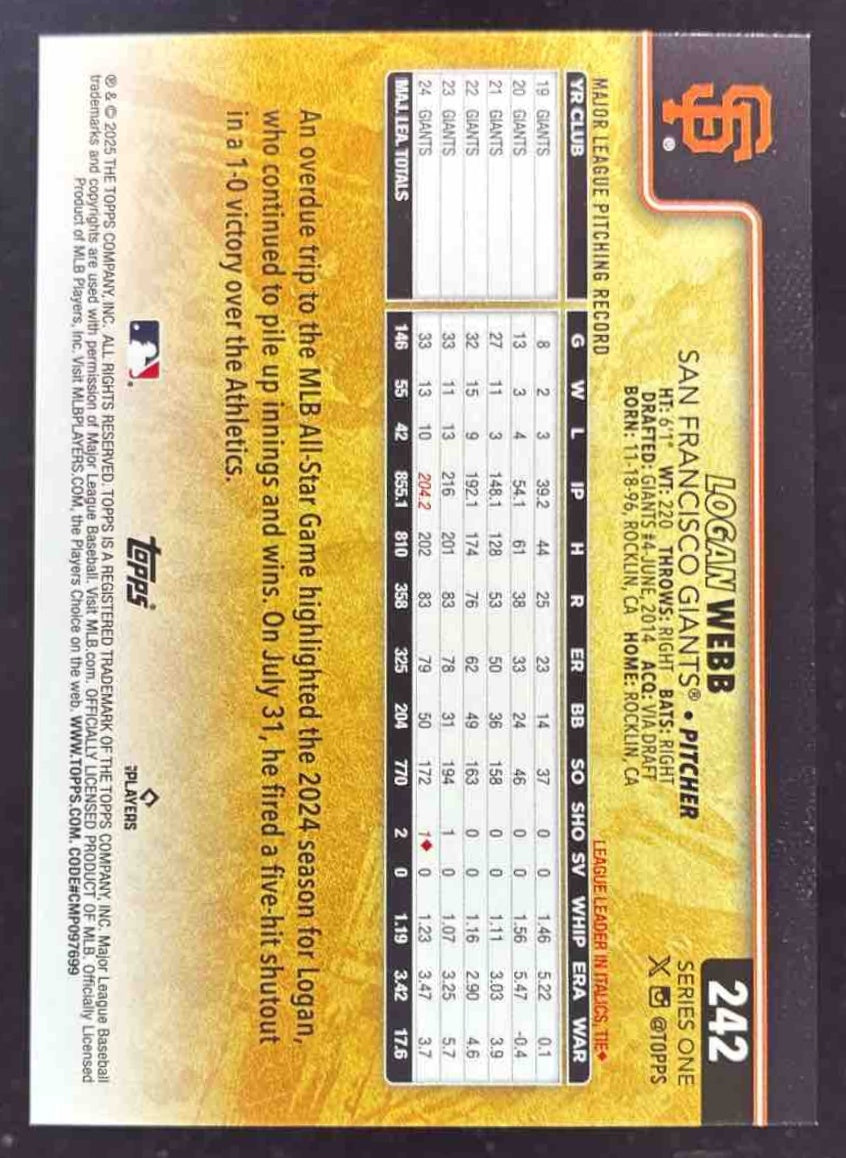 242
LOGAN WEBB
SERIES ONE
SAN FRANCISCO GIANTS® • PITCHER
@TOPPS
HT: 6'1" WT: 220 THROWS: RIGHT BATS: RIGHT
DRAFTED: GIANTS #4-JUNE, 2014 ACQ: VIA DRAFT
BORN: 11-18-96, ROCKLIN, CA HOME: ROCKLIN, CA
MAJOR LEAGUE PITCHING RECORD LEAGUE LEADER IN ITALICS, TIE♦
YR CLUB G W L IP H R ER BB SO SHO SV WHIP ERA WAR
19 GIANTS 8 2 3 39.2 44 25 23 14 37 0 0 1.46 5.22 0.1
20 GIANTS 13 3 4 54.1 61 38 33 24 46 0 0 1.56 5.47 -0.4
21 GIANTS 27 11 3 148.1 128 53 50 36 158 0 0 1.11 3.03 3.9
22 GIANTS 32 15 9 192.1 174 76 62 49 163 0 0 1.16 2.90 4.6
23 GIANTS 33 11 13 216 201 83 78 31 194 1 0 1.07 3.25 5.7
24 GIANTS 33 13 10 204.2 202 83 79 50 172 1♦ 0 1.23 3.47 3.7
MAJ. LEA. TOTALS 146 55 42 855.1 810 358 325 204 770 2 0 1.19 3.42 17.6
An overdue trip to the MLB All-Star Game highlighted the 2024 season for Logan,
who continued to pile up innings and wins. On July 31, he fired a five-hit shutout
in a 1-0 victory over the Athletics.
topps
PLAYERS
® & © 2025 THE TOPPS COMPANY, INC. ALL RIGHTS RESERVED. TOPPS IS A REGISTERED TRADEMARK OF THE TOPPS COMPANY, INC. Major League Baseball
trademarks and copyrights are used with permission of Major League Baseball. Visit MLB.com. OFFICIALLY LICENSED PRODUCT OF MLB. Officially Licensed
Product of MLB Players, Inc. Visit MLBPLAYERS.COM, the Players Choice on the web. WWW.TOPPS.COM. CODE#CMP097699